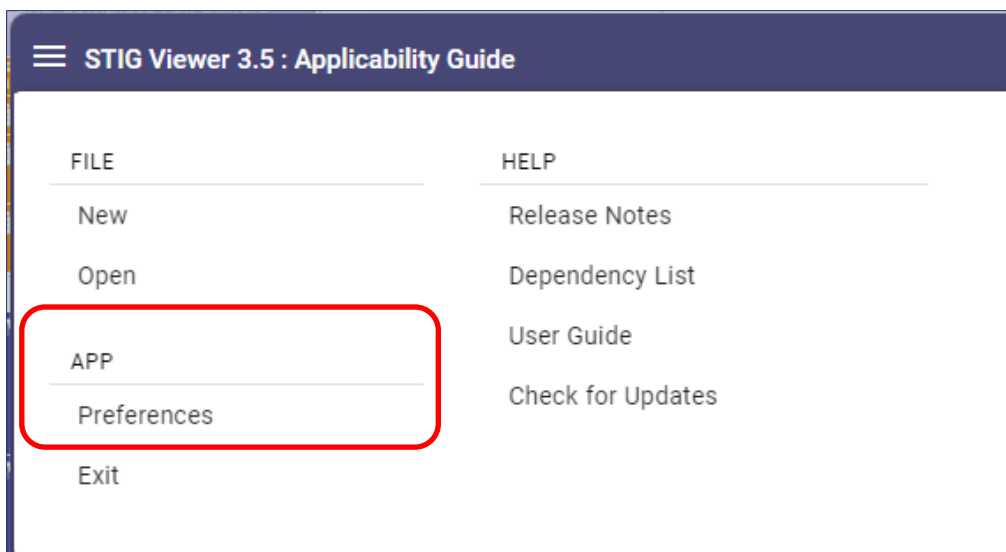 STIG Viewer 3.5 : Applicability Guide
FILE
New
Open
APP
Preferences
Exit
HELP
Release Notes
Dependency List
User Guide
Check for Updates